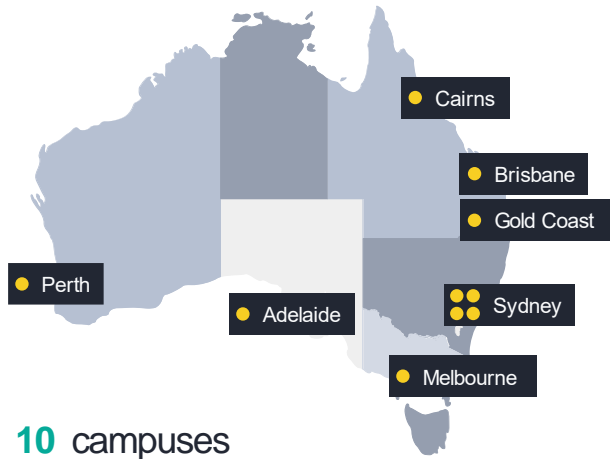 Cairns
Brisbane
Gold Coast
Perth
Sydney
Adelaide
Melbourne
10 campuses